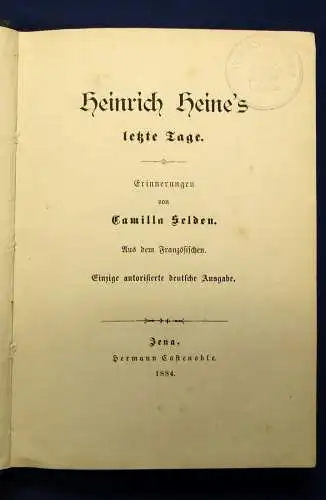 Heinrich Heine's
letzte Tage.
Erinnerungen
von
Camilla Selden.
Aus dem Französischen.
Einzige autorisierte deutsche Ausgabe.
Jena,
Hermann Costenoble.
1884.